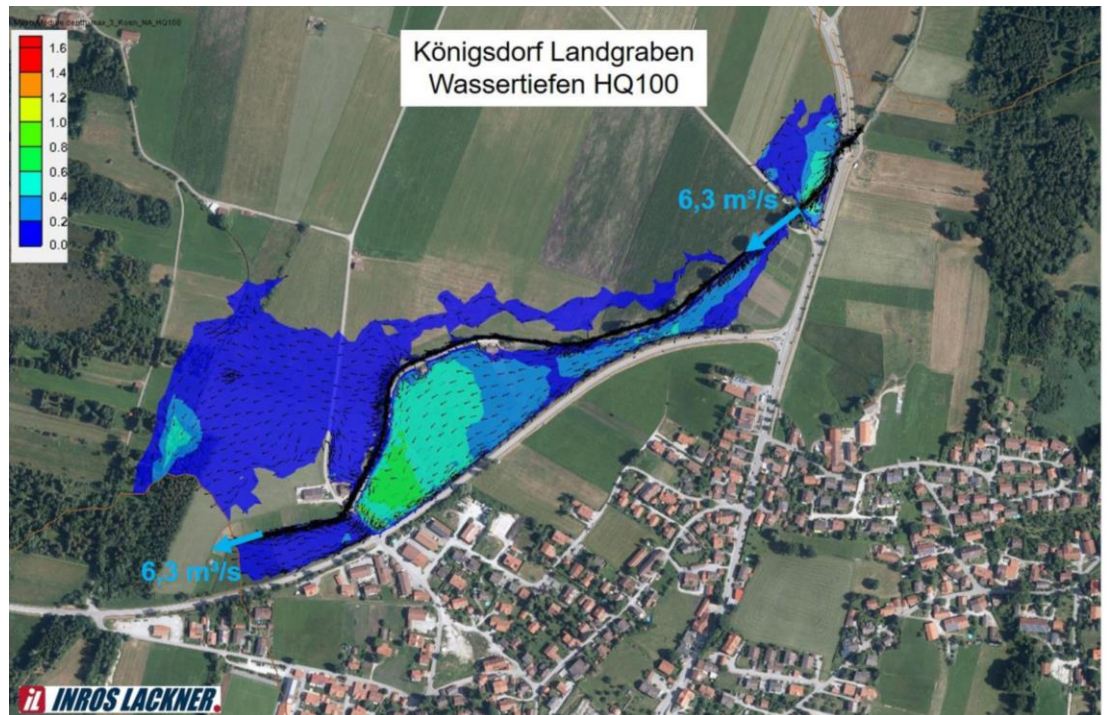 Königsdorf Landgraben
Wassertiefen HQ100
1.6
1.4
1.2
1.0
0.8
0.6
0.4
0.2
0.0
6,3 m³/s
6,3 m³/s
iL INROS LACKNER.